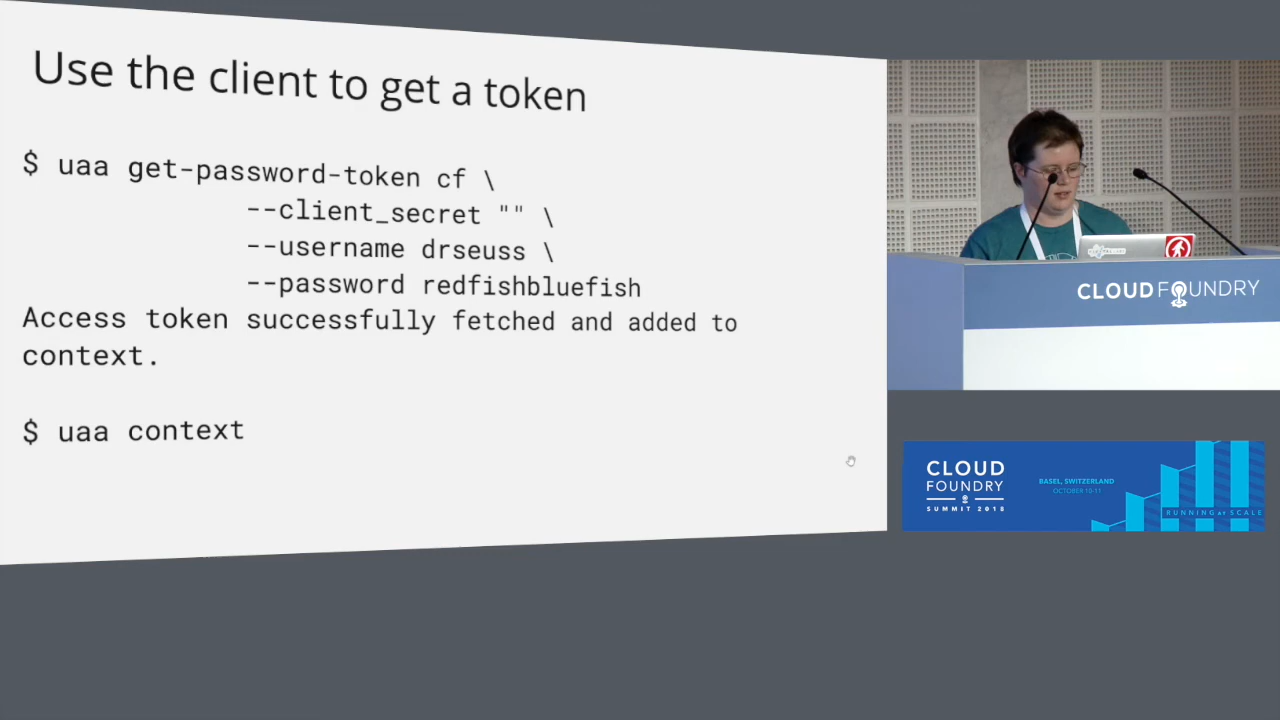 Use the client to get a token
$ uaa get-password-token cf \
--client_secret "" \
--username drseuss \
--password redfishbluefish
Access token successfully fetched and added to
context.
$ uaa context
CLOUD FOUNDRY
CLOUD
FOUNDRY
SUMMIT 2018
BASEL, SWITZERLAND
OCTOBER 10-11
RUNNING at SCALE